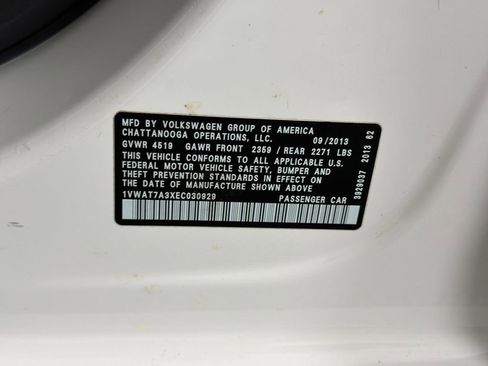 MFD BY VOLKSWAGEN GROUP OF AMERICA
CHATTANOOGA OPERATIONS, LLC. 09/2013
GVWR 4519 GAWR FRONT 2359 / REAR 2271 LBS
THIS VEHICLE CONFORMS TO ALL APPLICABLE U.S.
FEDERAL MOTOR VEHICLE SAFETY, BUMPER AND
THEFT PREVENTION STANDARDS IN EFFECT ON
THE DATE OF MANUFACTURE SHOWN ABOVE
1VWAT7A3XEC030829 PASSENGER CAR
3929037 2013 62